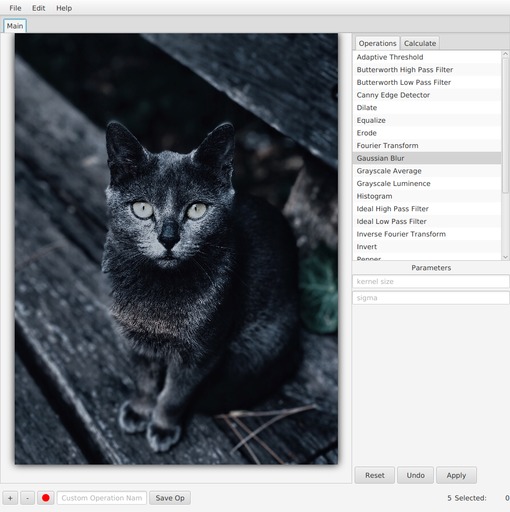 File Edit Help
Main
Operations Calculate
Adaptive Threshold
Butterworth High Pass Filter
Butterworth Low Pass Filter
Canny Edge Detector
Dilate
Equalize
Erode
Fourier Transform
Gaussian Blur
Grayscale Average
Grayscale Luminence
Histogram
Ideal High Pass Filter
Ideal Low Pass Filter
Inverse Fourier Transform
Invert
Pepper
Parameters
kernel size
sigma
Reset Undo Apply
+ - Custom Operation Nam Save Op 5 Selected: 0